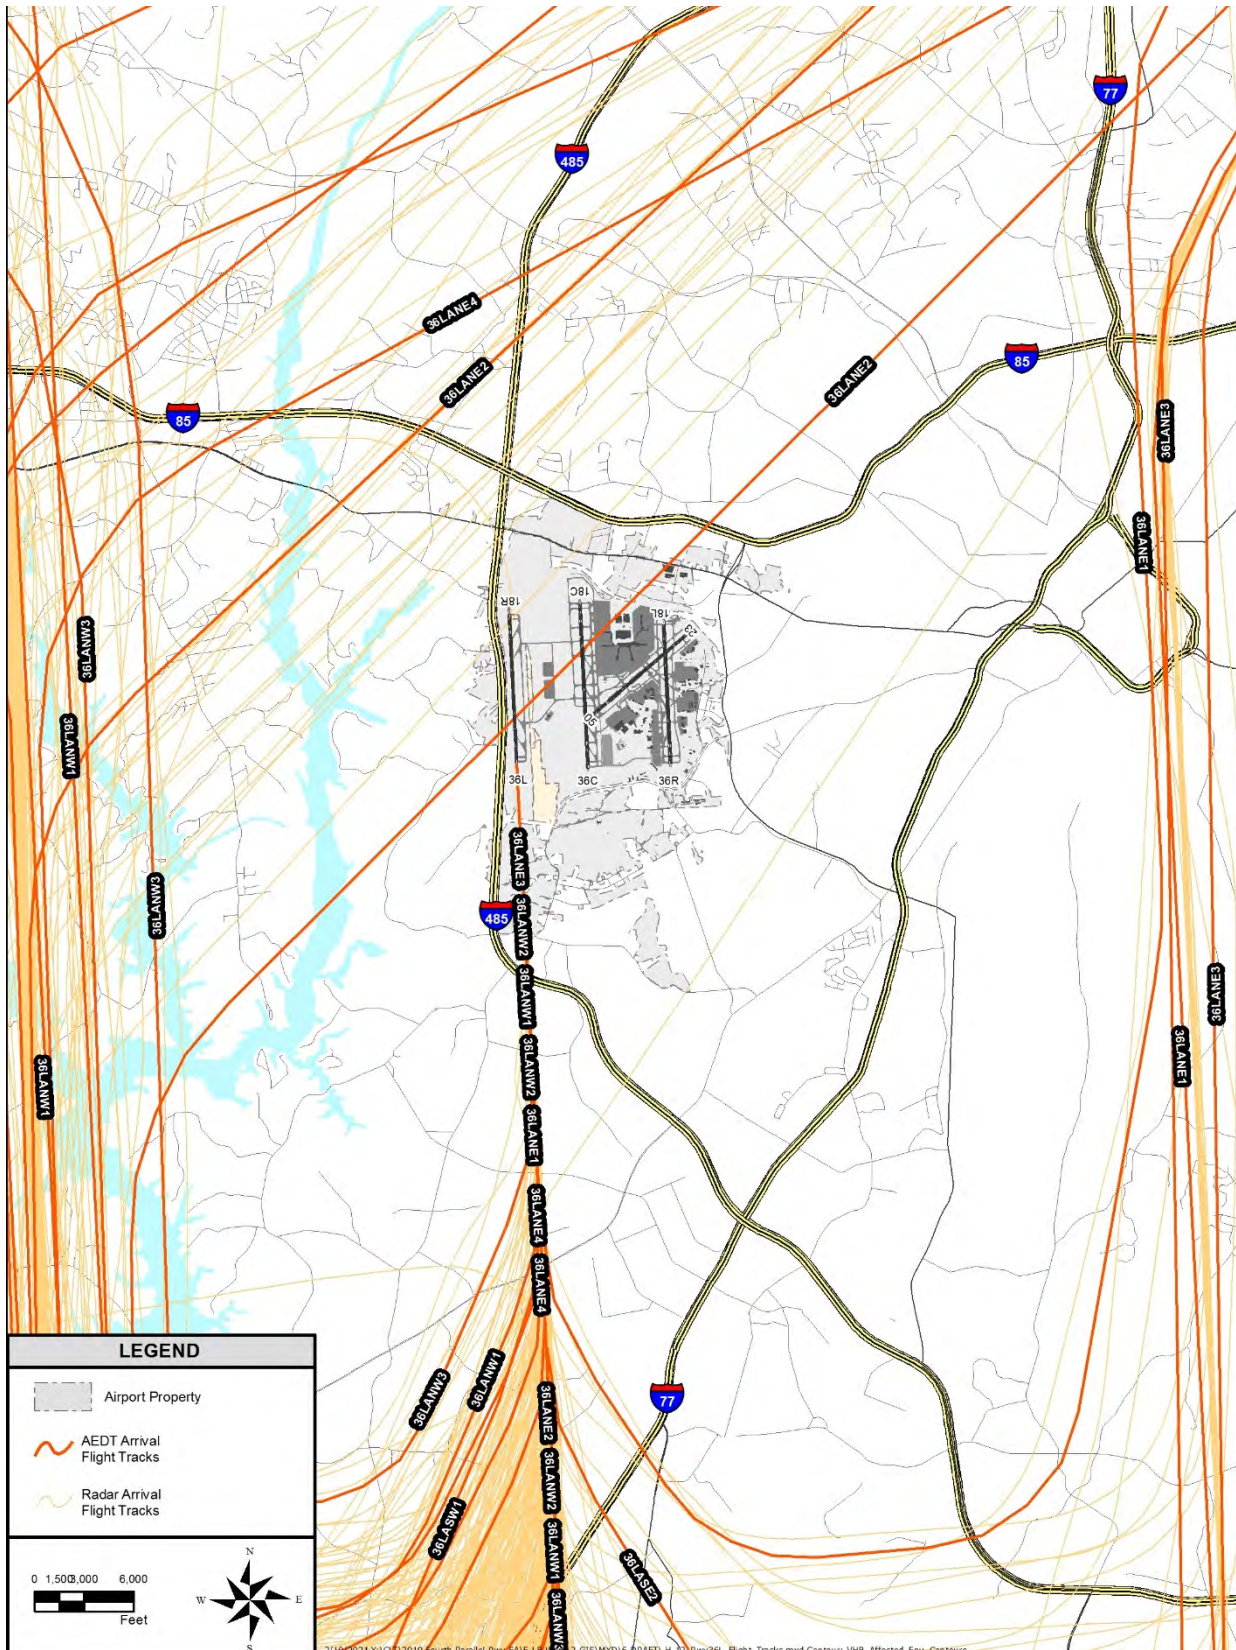 77
485
36LANE4
36LANE2
36LANE2
85
85
36LANE3
36LANE1
18R
18C
18L
23
05
36L
36C
36R
36LANW3
36LANW1
36LANE3
36LANW3
36LANW2
485
36LANW1
36LANE3
36LANW2
36LANE1
36LANW1
36LANE1
36LANE4
36LANE4
36LANW3
36LANW1
36LANE2
77
36LANW2
36LASW1
36LANW1
36LASE2
LEGEND
Airport Property
AEDT Arrival
Flight Tracks
Radar Arrival
Flight Tracks
0 1,500 3,000 6,000
Feet
N
W E
S